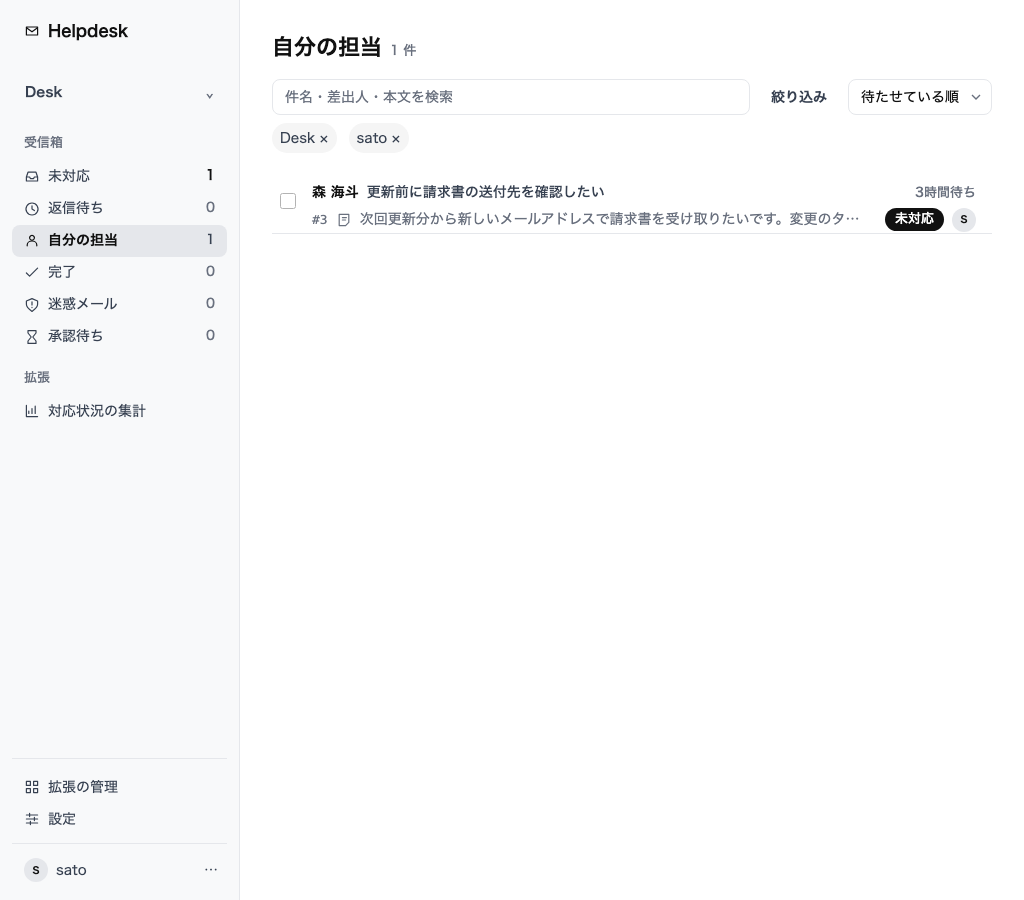 Helpdesk
Desk
受信箱
未対応 1
返信待ち 0
自分の担当 1
完了 0
迷惑メール 0
承認待ち 0
拡張
対応状況の集計
拡張の管理
設定
S sato ···
自分の担当 1 件
件名・差出人・本文を検索 絞り込み 待たせている順
Desk × sato ×
森 海斗 更新前に請求書の送付先を確認したい 3時間待ち
#3 次回更新分から新しいメールアドレスで請求書を受け取りたいです。変更のタ… 未対応 S